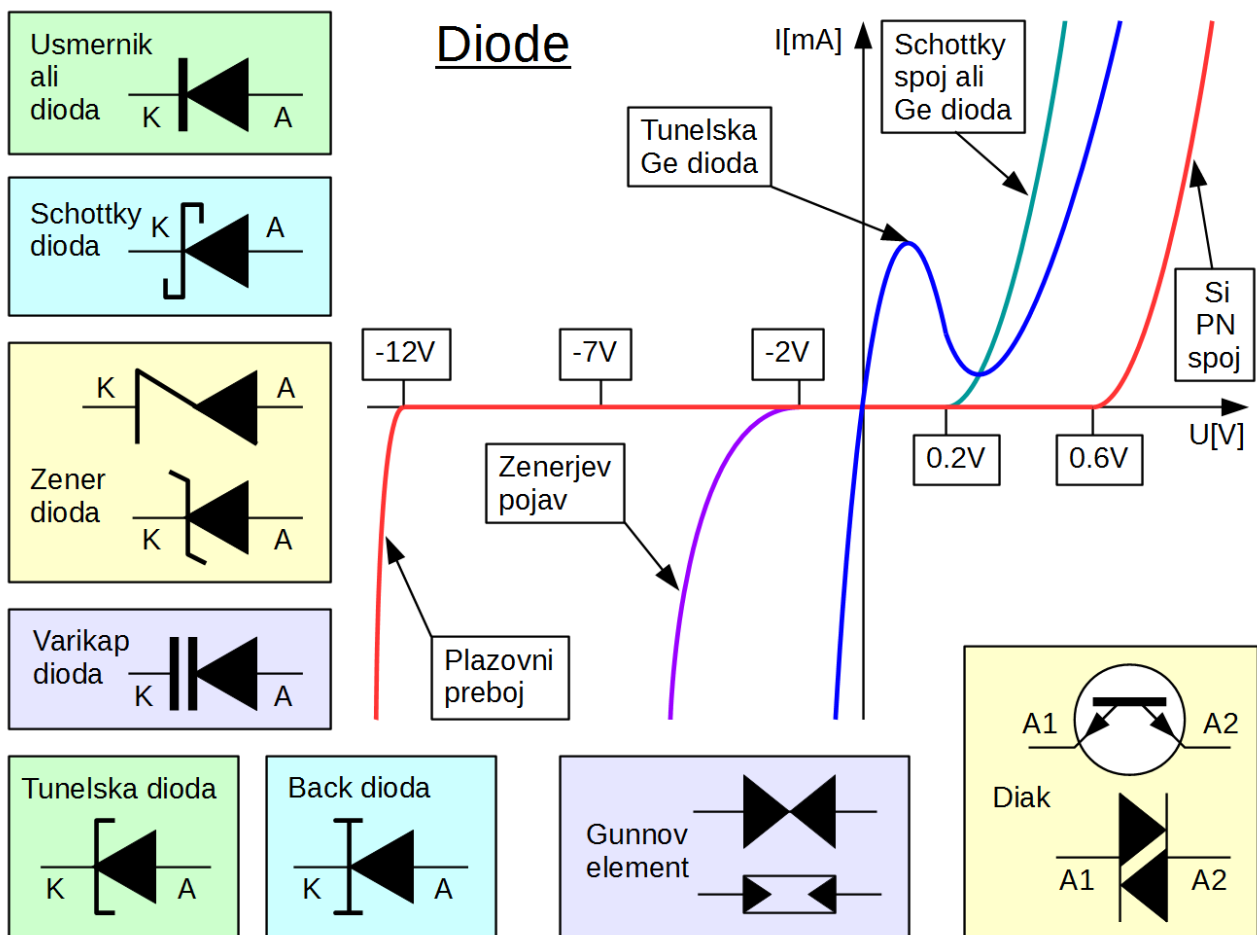 Diode
Usmernik
ali
dioda
K
A
Schottky
dioda
K
A
K
A
Zener
dioda
K
A
Varikap
dioda
K
A
Tunelska dioda
K
A
Back dioda
K
A
Gunnov
element
A1
A2
Diak
A1
A2
I[mA]
Schottky
spoj ali
Ge dioda
Tunelska
Ge dioda
Si
PN
spoj
-12V
-7V
-2V
0.2V
0.6V
U[V]
Zenerjev
pojav
Plazovni
preboj